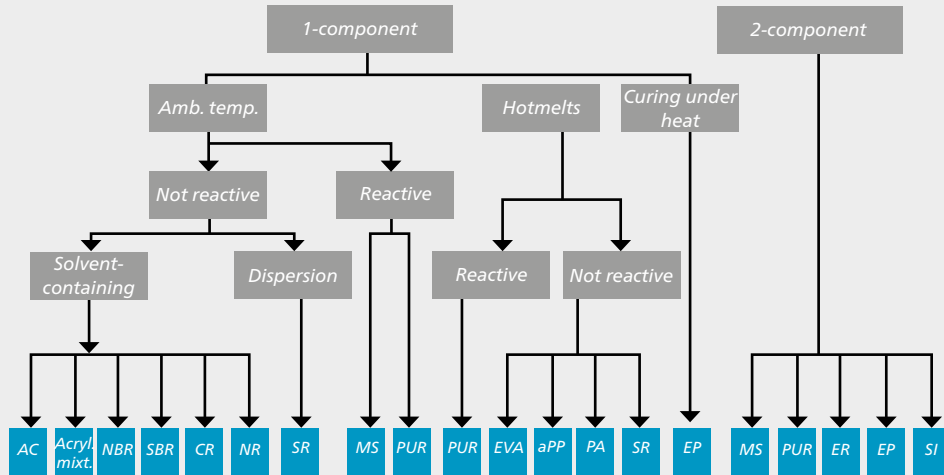 1-component
2-component
Amb. temp.
Hotmelts
Curing under
heat
Not reactive
Reactive
Solvent-
containing
Dispersion
Reactive
Not reactive
AC
Acryl.
mixt.
NBR
SBR
CR
NR
SR
MS
PUR
PUR
EVA
aPP
PA
SR
EP
MS
PUR
ER
EP
SI